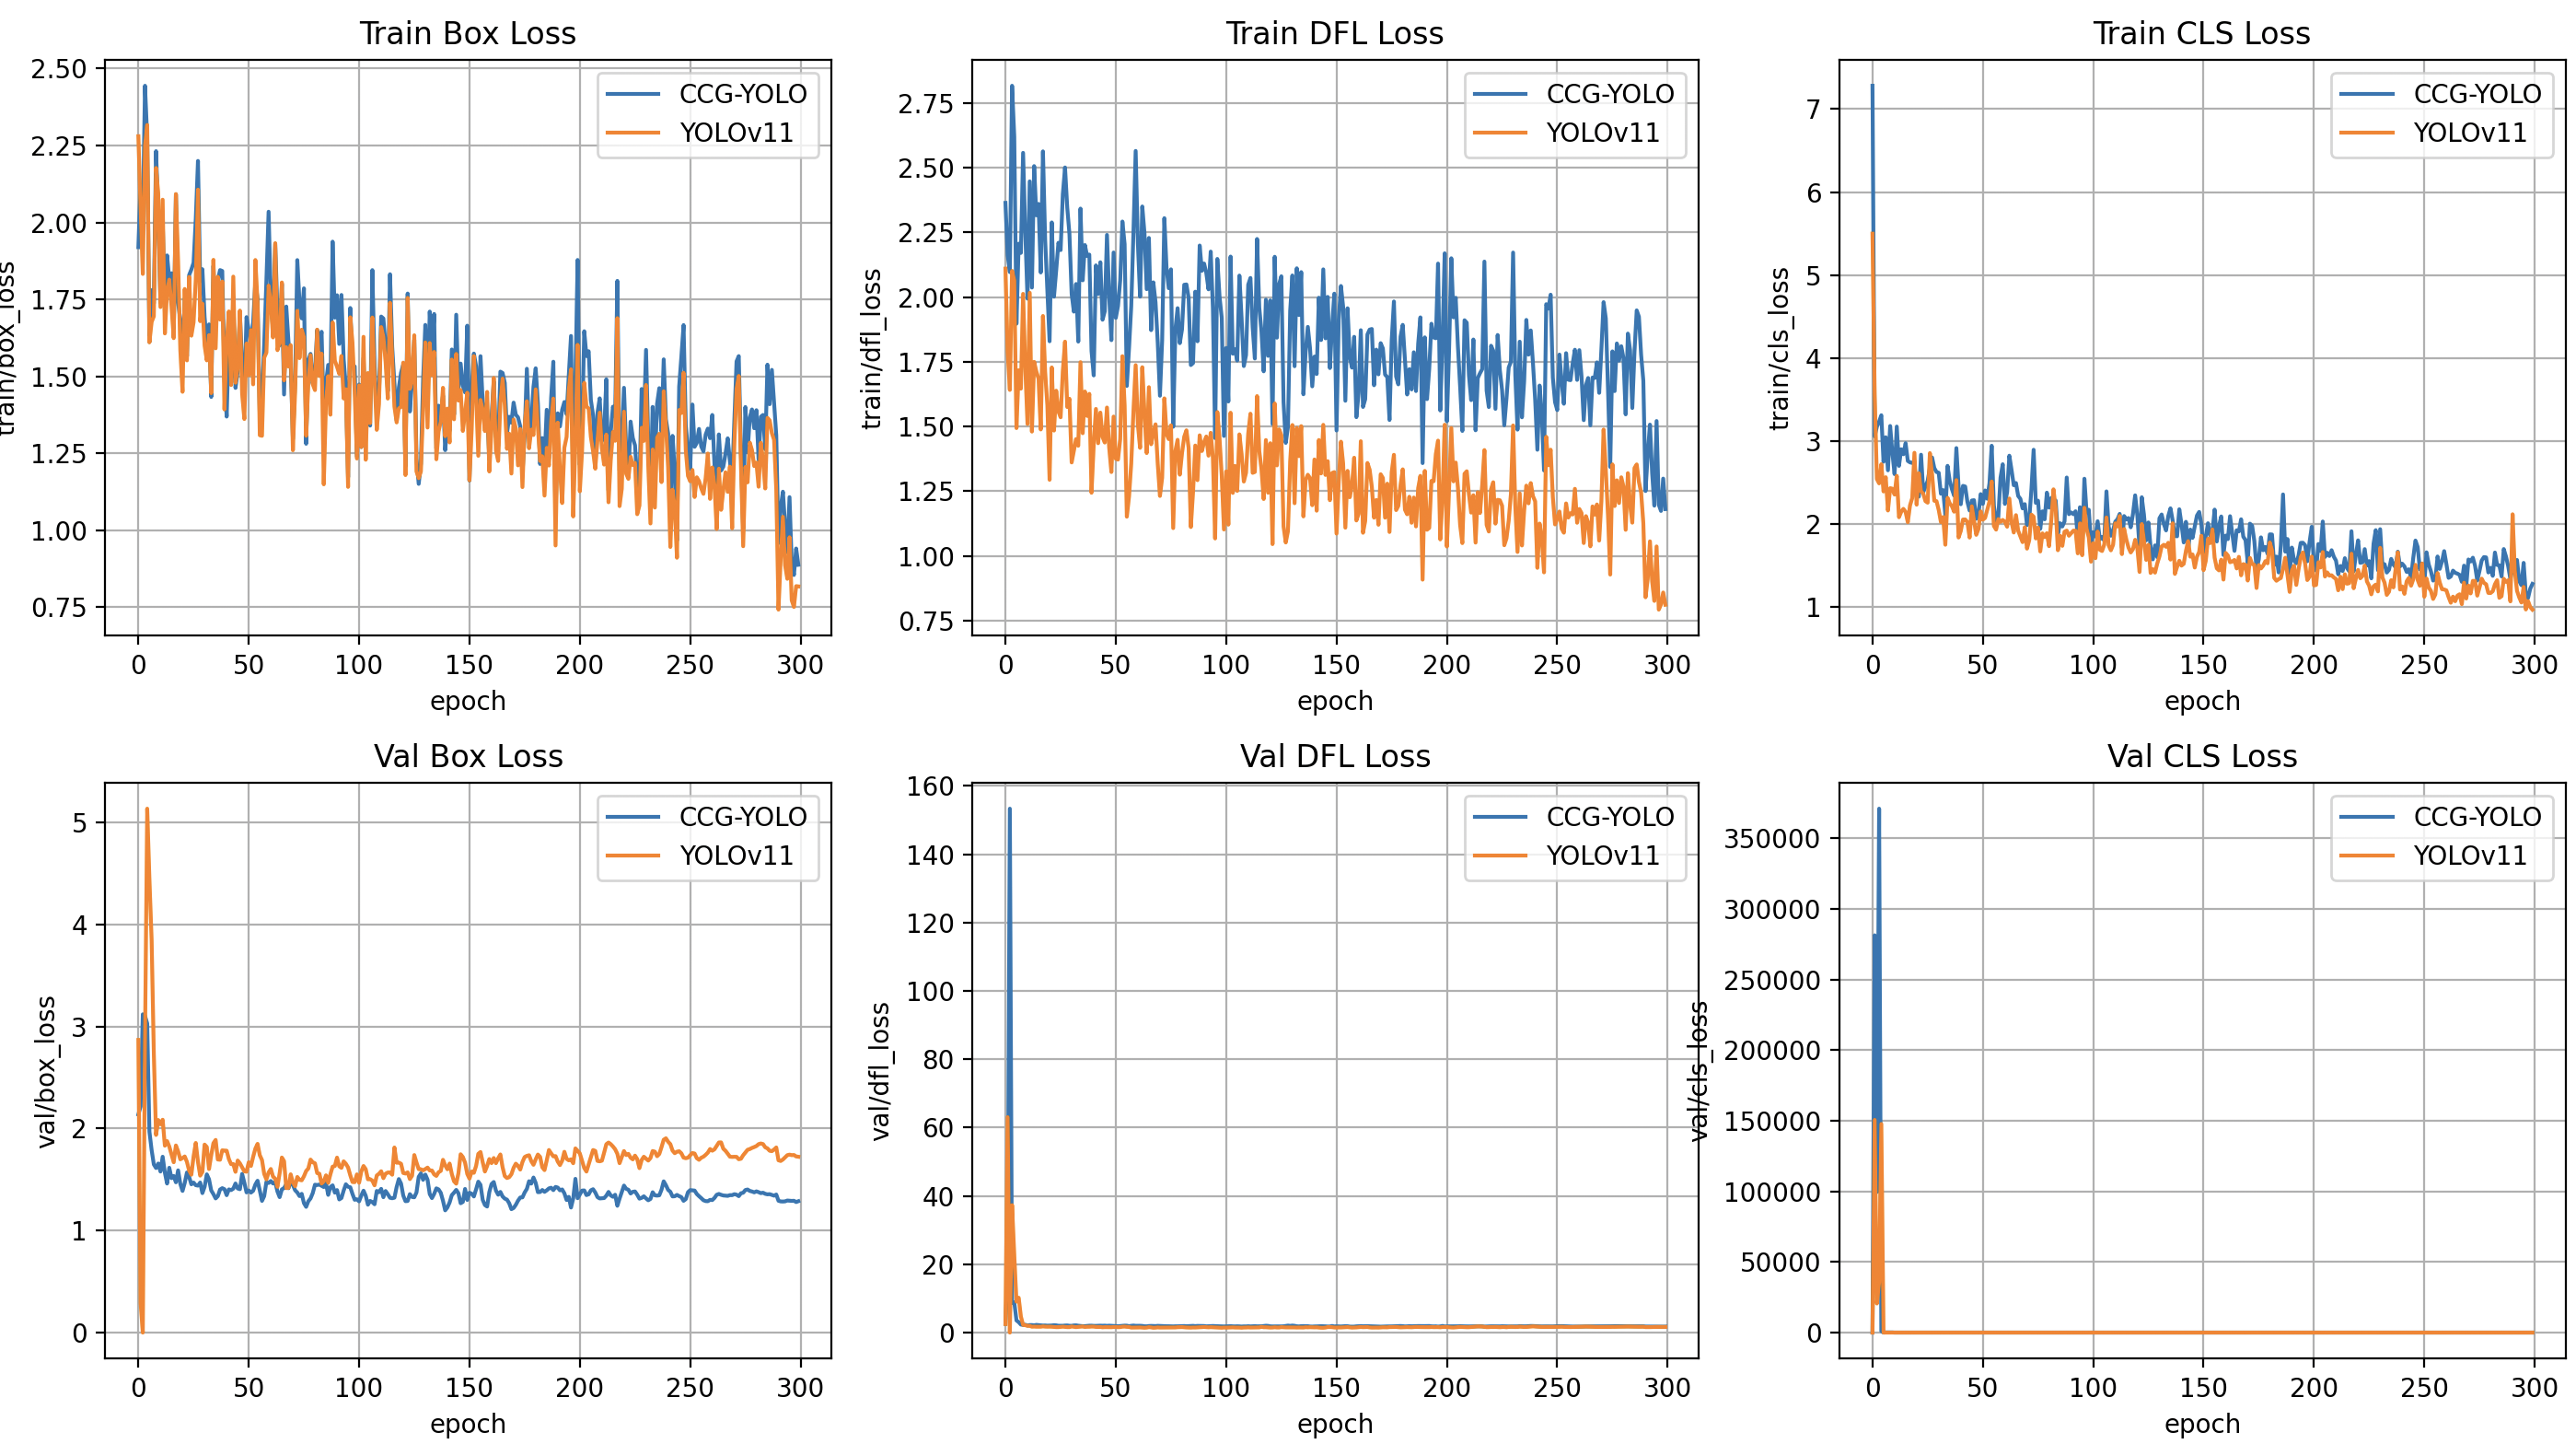 Train Box Loss
train/box_loss
2.50
2.25
2.00
1.75
1.50
1.25
1.00
0.75
CCG-YOLO
YOLOv11
0 50 100 150 200 250 300
epoch
Train DFL Loss
train/dfl_loss
2.75
2.50
2.25
2.00
1.75
1.50
1.25
1.00
0.75
CCG-YOLO
YOLOv11
0 50 100 150 200 250 300
epoch
Train CLS Loss
train/cls_loss
7
6
5
4
3
2
1
CCG-YOLO
YOLOv11
0 50 100 150 200 250 300
epoch
Val Box Loss
val/box_loss
5
4
3
2
1
0
CCG-YOLO
YOLOv11
0 50 100 150 200 250 300
epoch
Val DFL Loss
val/dfl_loss
160
140
120
100
80
60
40
20
0
CCG-YOLO
YOLOv11
0 50 100 150 200 250 300
epoch
Val CLS Loss
val/cls_loss
350000
300000
250000
200000
150000
100000
50000
0
CCG-YOLO
YOLOv11
0 50 100 150 200 250 300
epoch